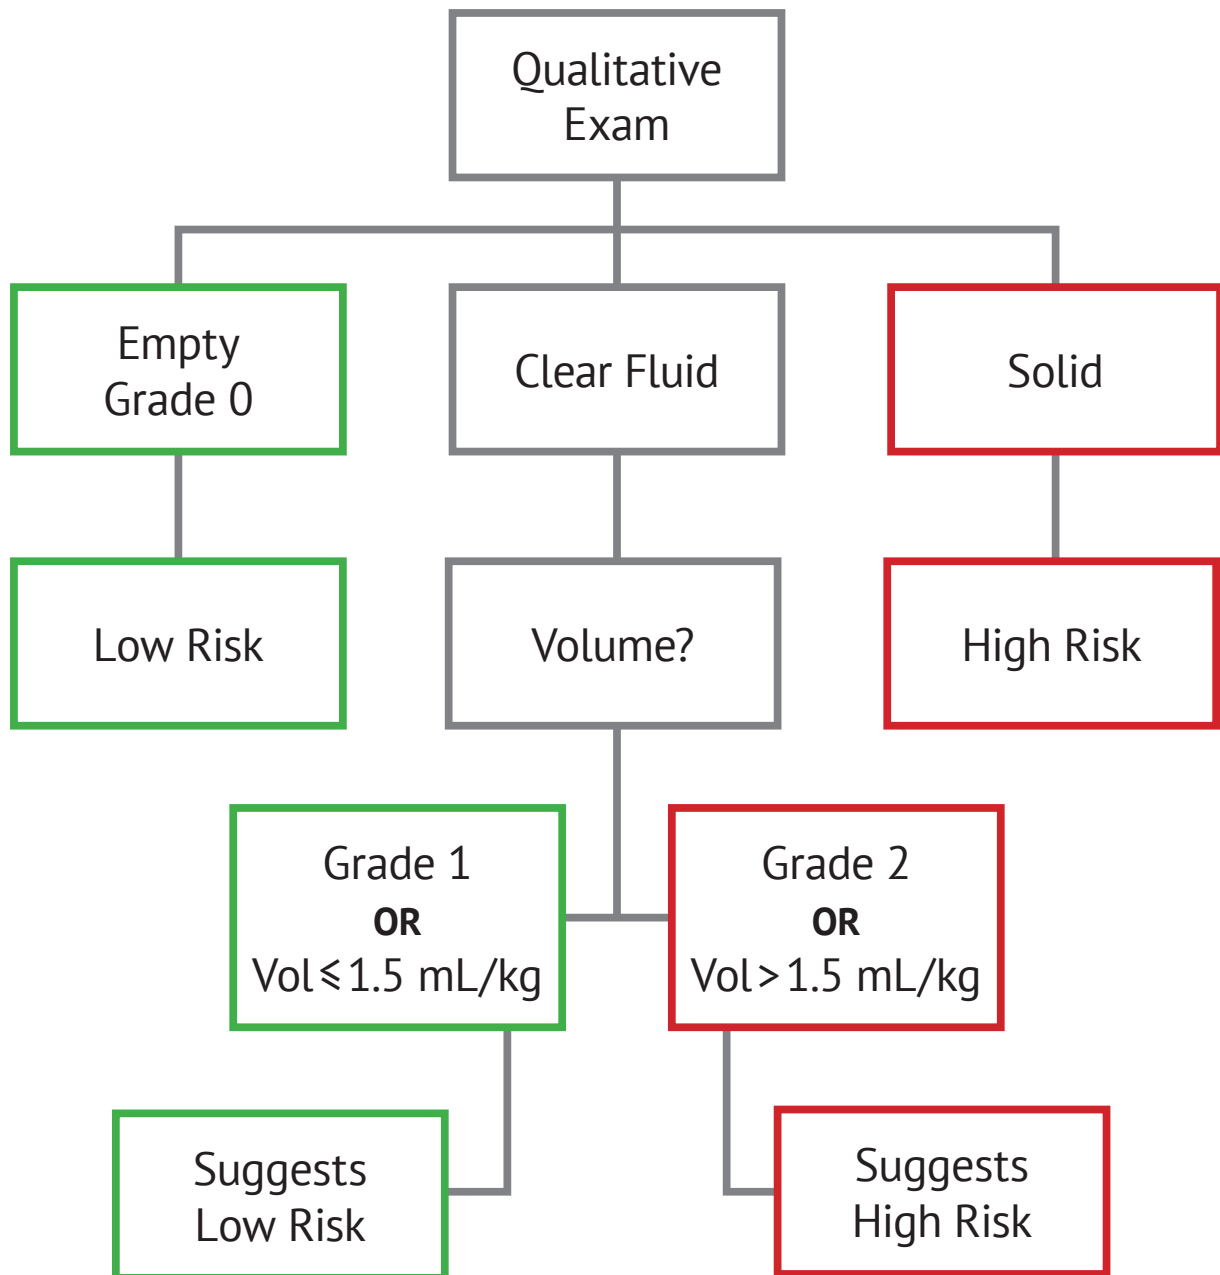 Qualitative
Exam
Empty
Grade 0
Clear Fluid
Solid
Low Risk
Volume?
High Risk
Grade 1
OR
Vol ⩽ 1.5 mL/kg
Grade 2
OR
Vol > 1.5 mL/kg
Suggests
Low Risk
Suggests
High Risk